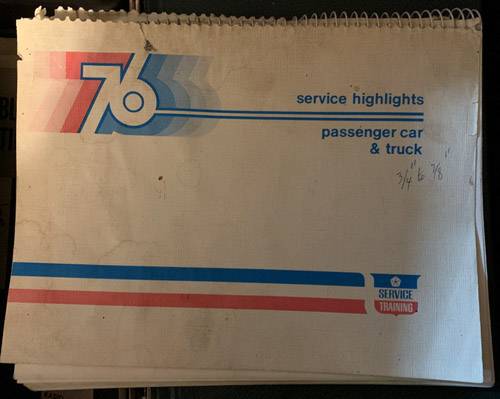 76
service highlights
passenger car
& truck
3/4" to 7/8"
SERVICE
TRAINING